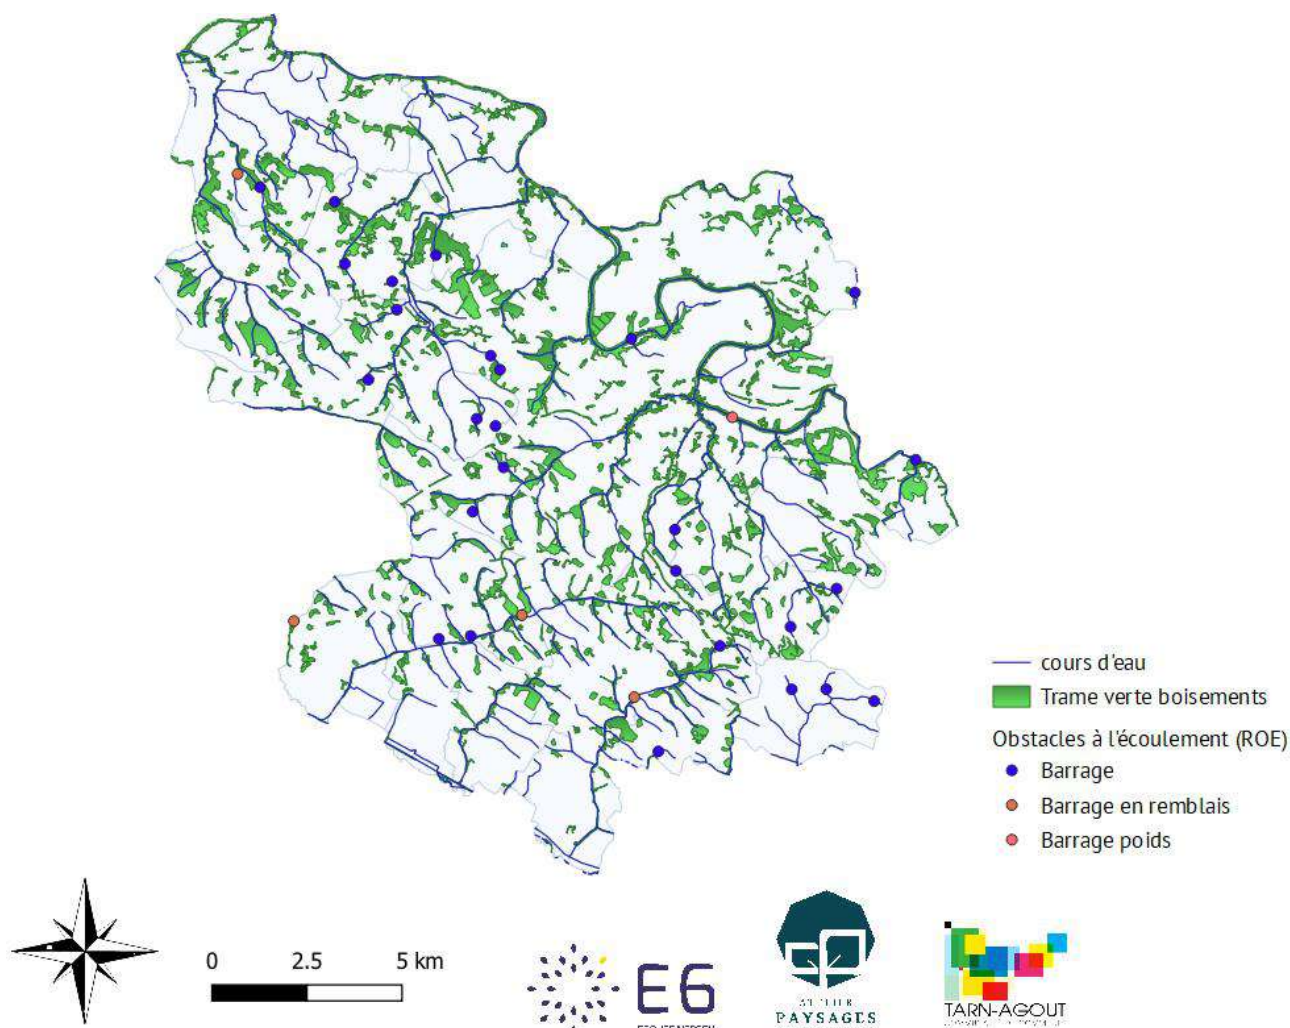 cours d'eau
Trame verte boisements
Obstacles à l'écoulement (ROE)
Barrage
Barrage en remblais
Barrage poids
0 2.5 5 km
E6
ATELIER
PAYSAGES
TARN-AGOUT